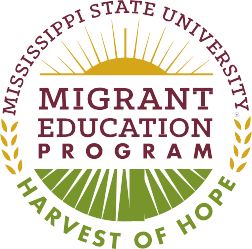 MISSISSIPPI STATE UNIVERSITY
MIGRANT
EDUCATION
PROGRAM
HARVEST OF HOPE